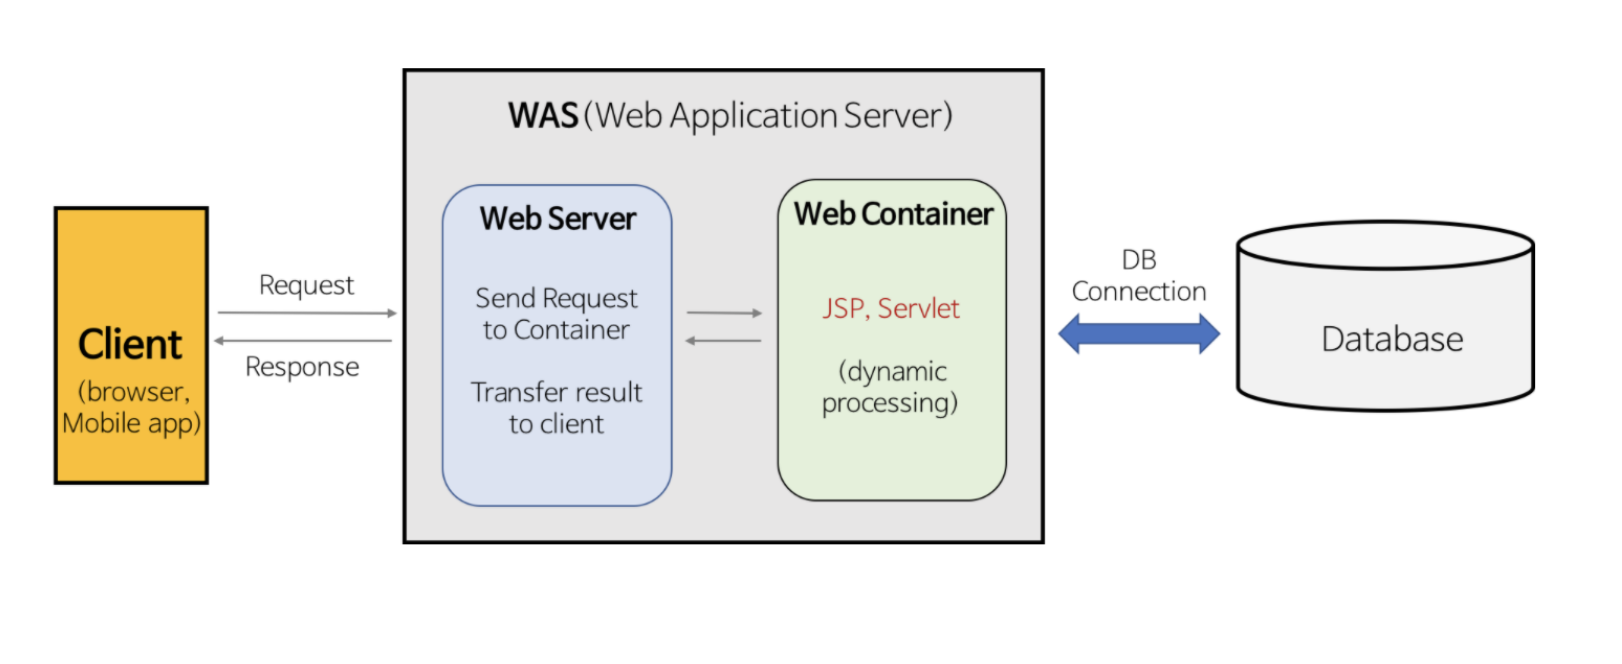 WAS (Web Application Server)
Client
(browser,
Mobile app)
Request
Response
Web Server
Send Request
to Container
Transfer result
to client
Web Container
JSP, Servlet
(dynamic
processing)
DB
Connection
Database